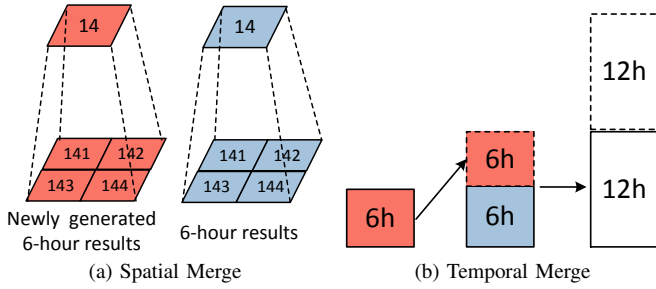 14
141 142
143 144
Newly generated
6-hour results
14
141 142
143 144
6-hour results
(a) Spatial Merge
6h
6h
6h
12h
12h
(b) Temporal Merge